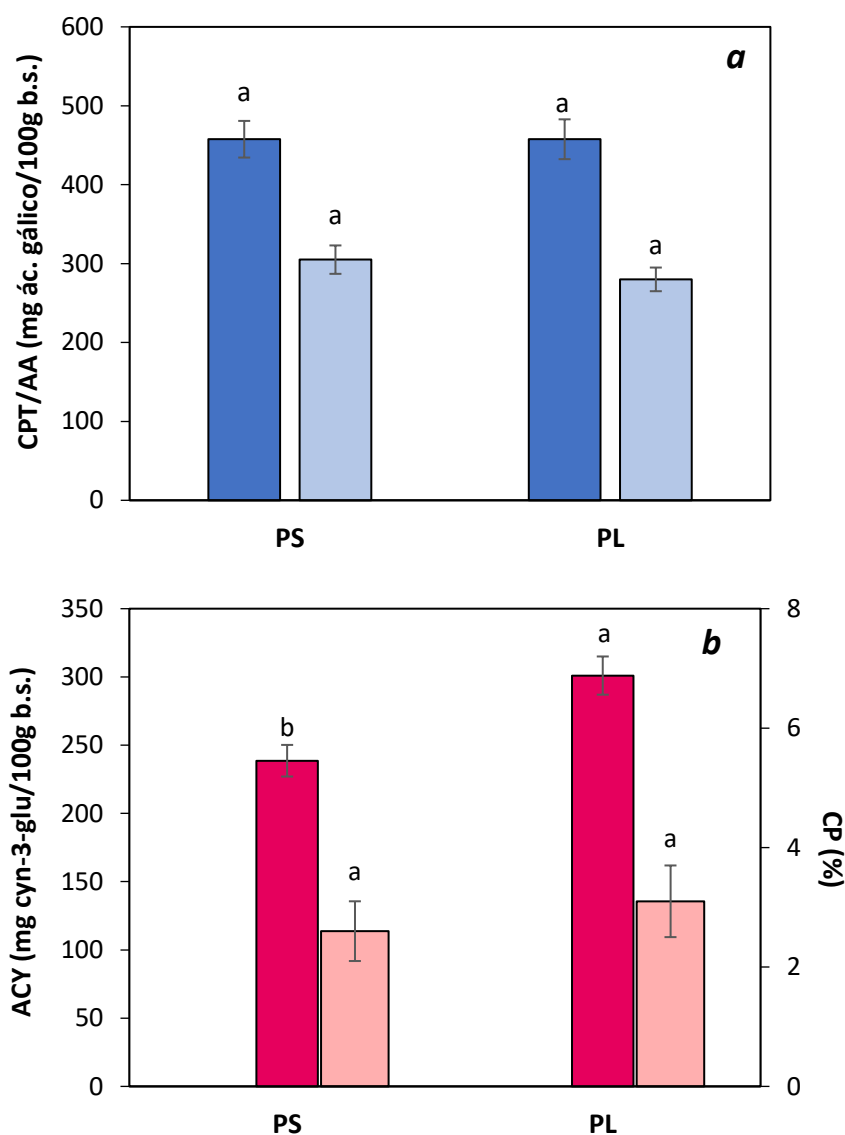 CPT/AA (mg ác. gálico/100g b.s.)
600
500
400
300
200
100
0
a
a
a
a
a
PS
PL
ACY (mg cyn-3-glu/100g b.s.)
350
300
250
200
150
100
50
0
b
a
a
a
b
8
6
4
2
0
CP (%)
PS
PL